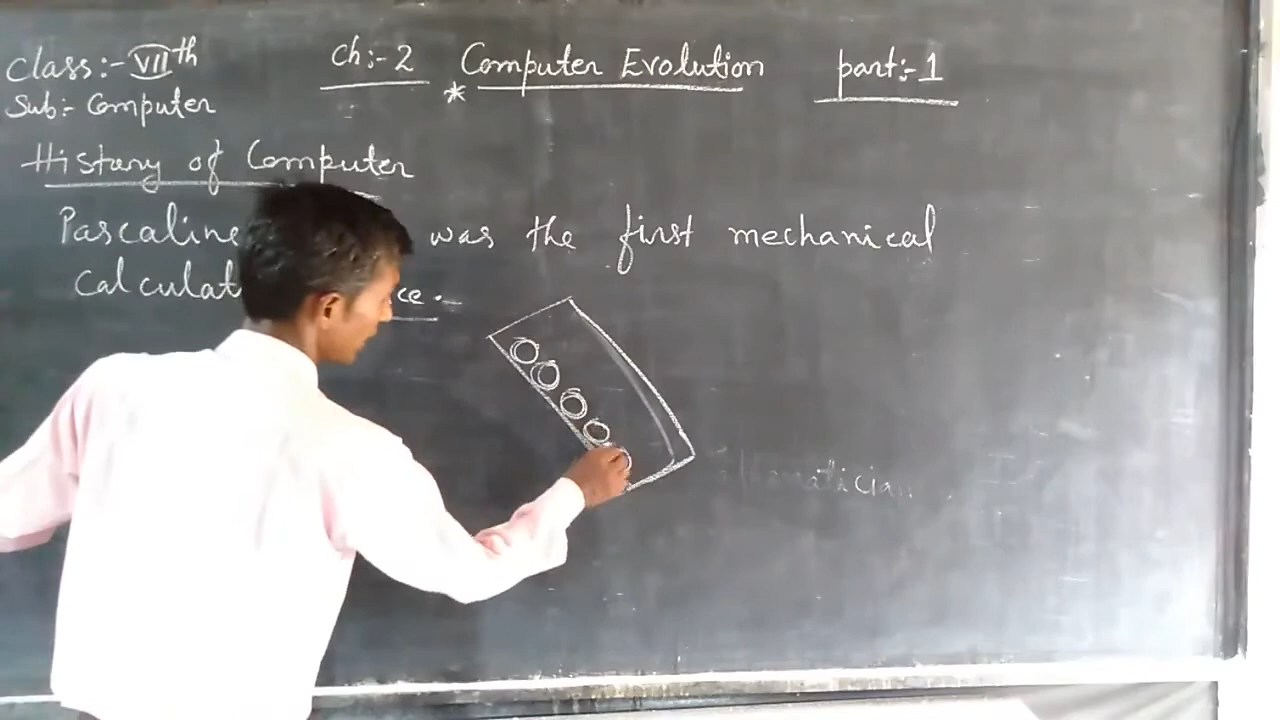 Class:- VIIth ch:- 2 Computer Evolution part:- 1
Sub:- Computer *
History of Computer
Pascaline was the first mechanical
Calculat ce.